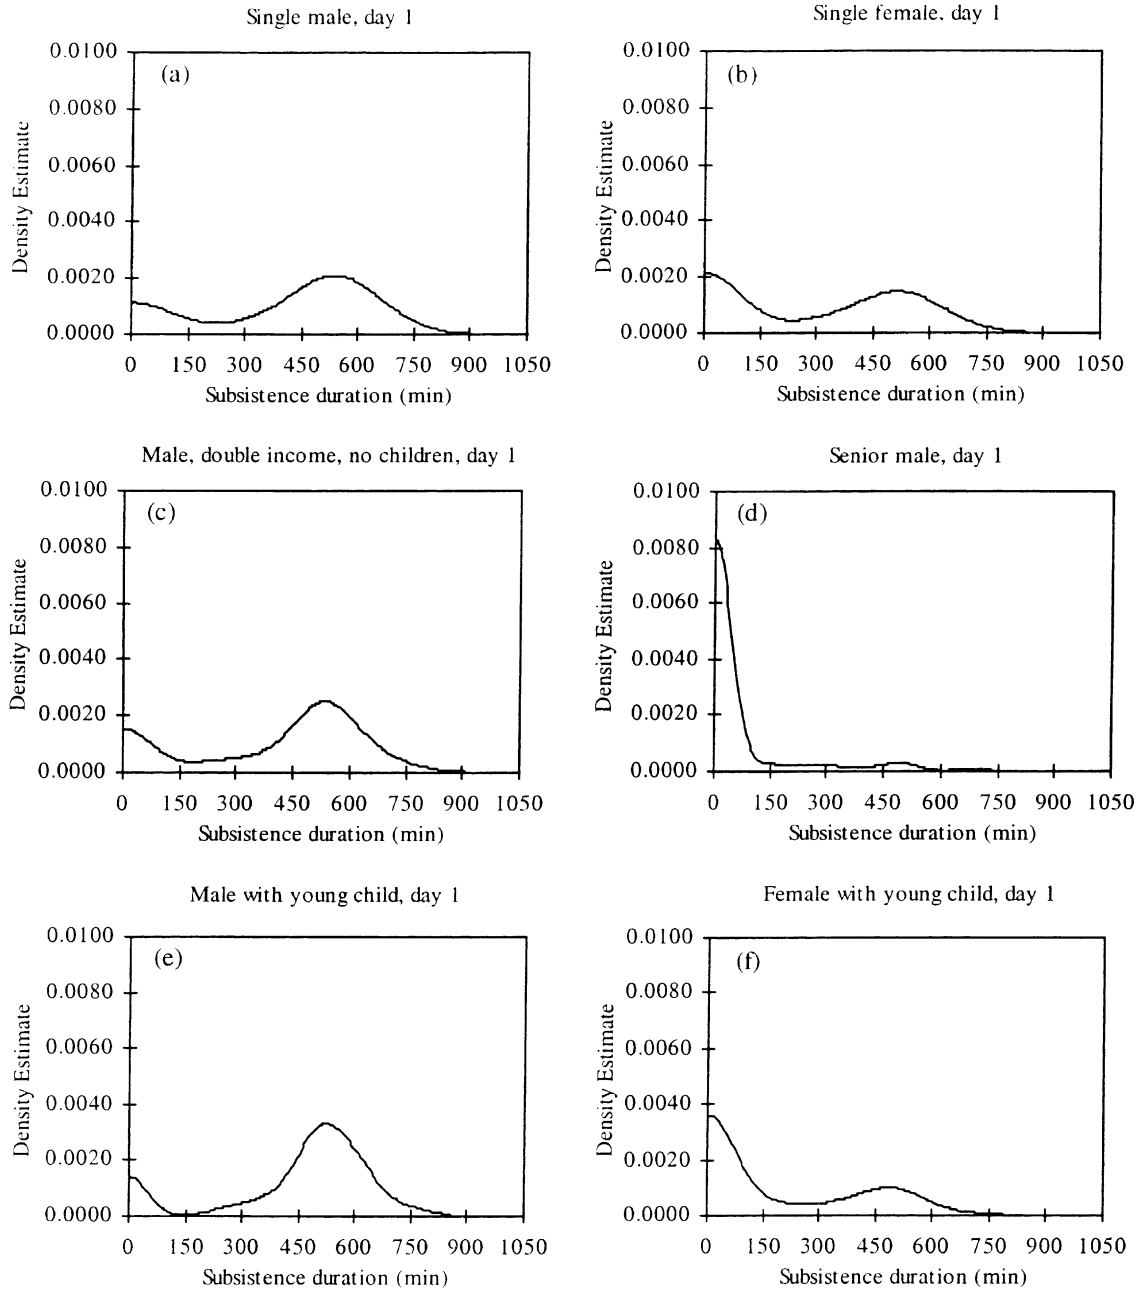 Single male, day 1
0.0100
(a)
0.0080
0.0060
0.0040
0.0020
0.0000
Density Estimate
0 150 300 450 600 750 900 1050
Subsistence duration (min)
Single female, day 1
0.0100
(b)
0.0080
0.0060
0.0040
0.0020
0.0000
Density Estimate
0 150 300 450 600 750 900 1050
Subsistence duration (min)
Male, double income, no children, day 1
0.0100
(c)
0.0080
0.0060
0.0040
0.0020
0.0000
Density Estimate
0 150 300 450 600 750 900 1050
Subsistence duration (min)
Senior male, day 1
0.0100
(d)
0.0080
0.0060
0.0040
0.0020
0.0000
Density Estimate
0 150 300 450 600 750 900 1050
Subsistence duration (min)
Male with young child, day 1
0.0100
(e)
0.0080
0.0060
0.0040
0.0020
0.0000
Density Estimate
0 150 300 450 600 750 900 1050
Subsistence duration (min)
Female with young child, day 1
0.0100
(f)
0.0080
0.0060
0.0040
0.0020
0.0000
Density Estimate
0 150 300 450 600 750 900 1050
Subsistence duration (min)